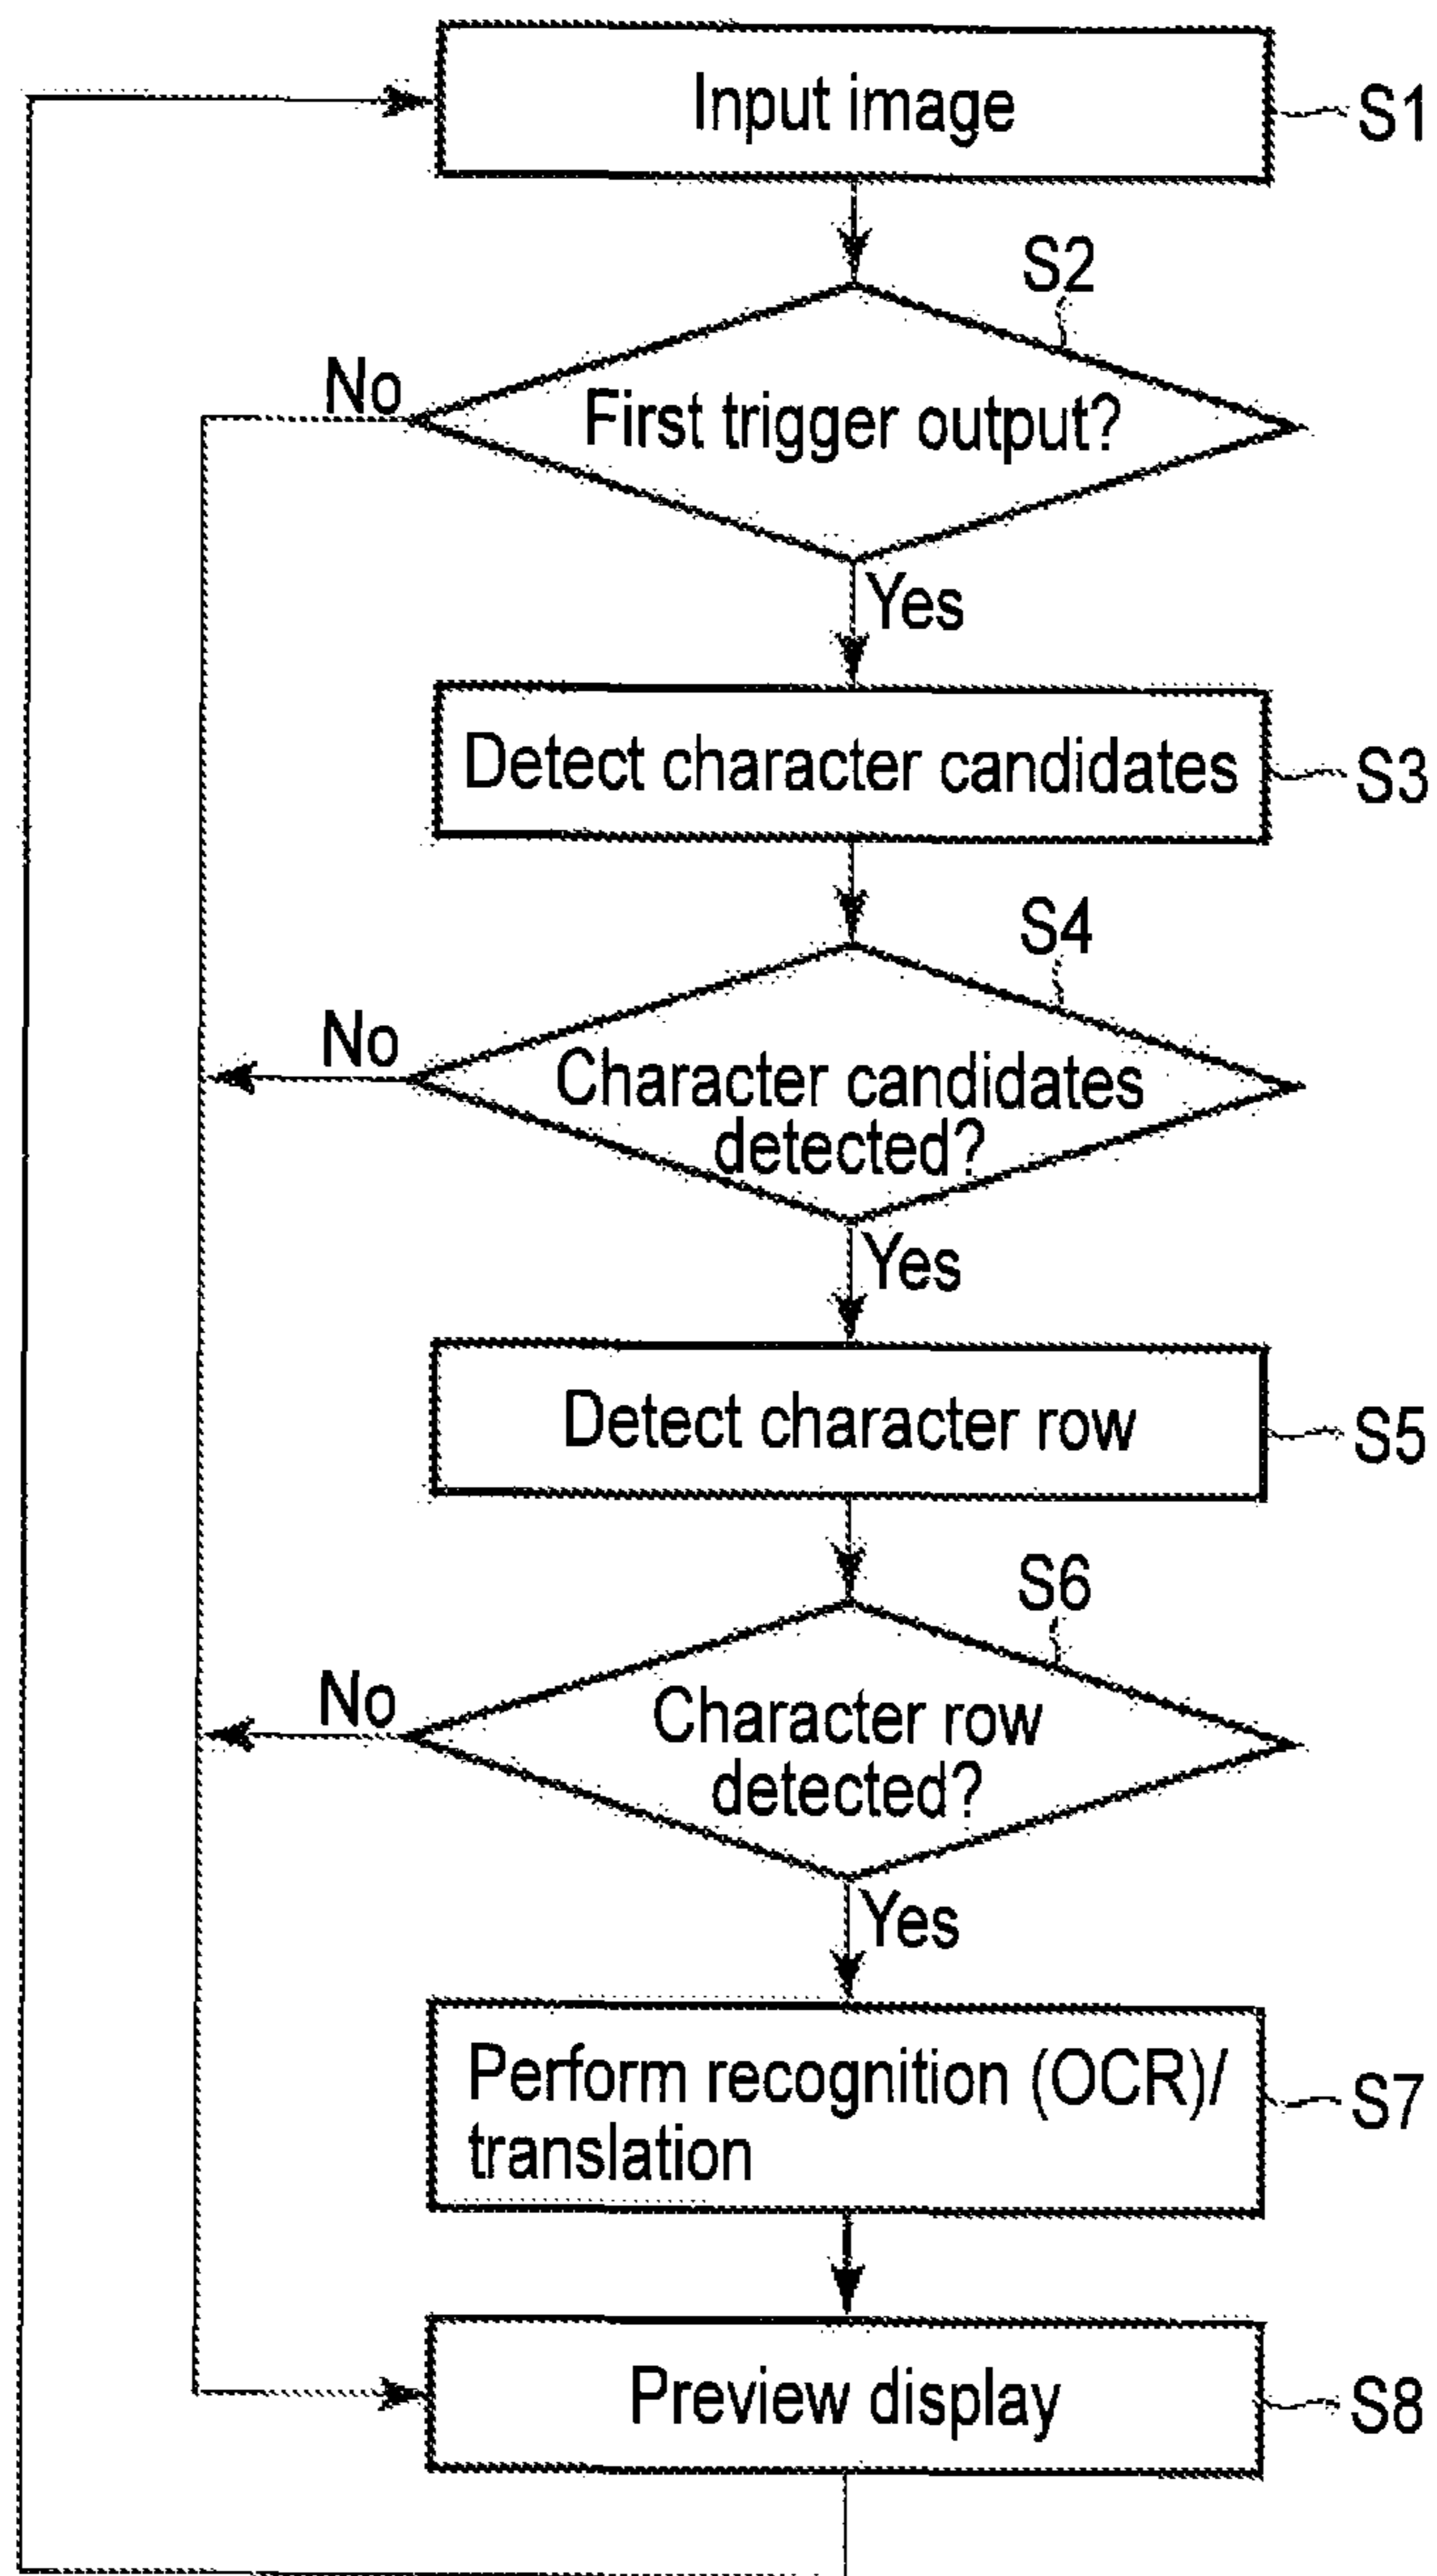 Input image
S1
S2
No
First trigger output?
Yes
Detect character candidates
S3
S4
No
Character candidates
detected?
Yes
Detect character row
S5
S6
No
Character row
detected?
Yes
Perform recognition (OCR)/
translation
S7
Preview display
S8